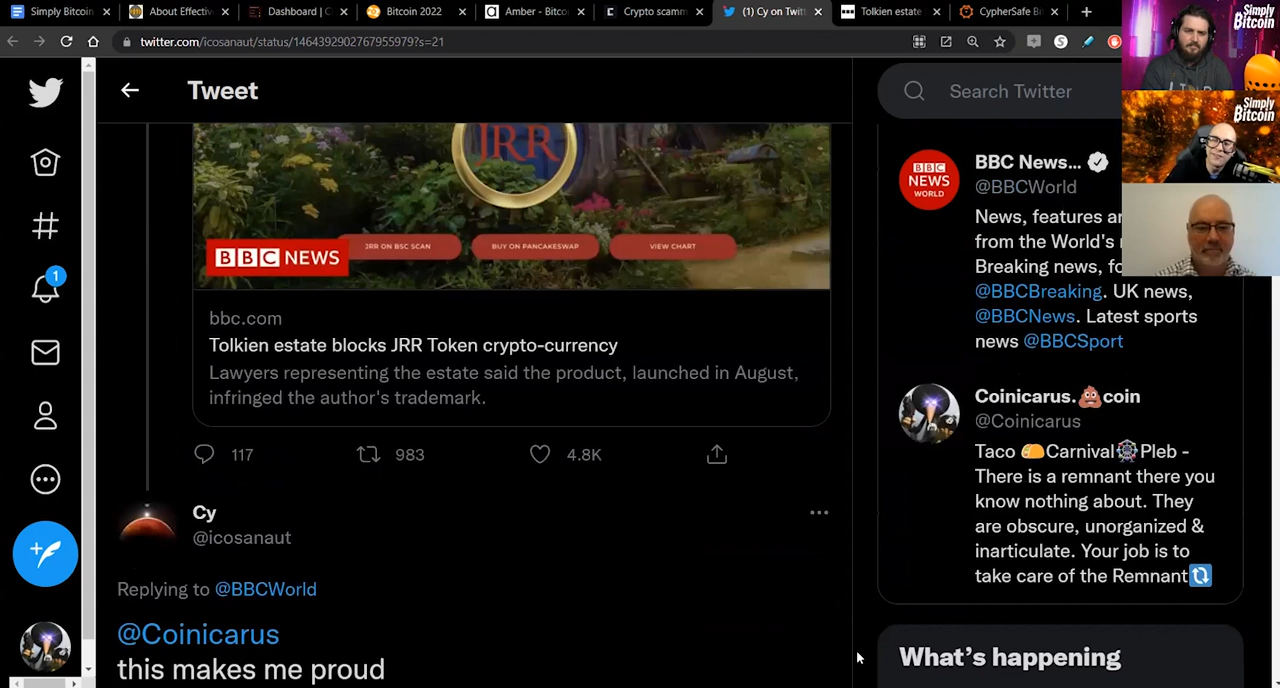 Simply Bitcoin
About Effectiv
Dashboard | C
Bitcoin 2022
Amber - Bitco
Crypto scamm
(1) Cy on Twitt
Tolkien estate
CypherSafe Bi
twitter.com/icosanaut/status/1464392902767955979?s=21
Simply
Bitcoin
Simply
Bitcoin
Tweet
Search Twitter
JRR
JRR ON BSC SCAN
BUY ON PANCAKESWAP
VIEW CHART
BBC NEWS
bbc.com
Tolkien estate blocks JRR Token crypto-currency
Lawyers representing the estate said the product, launched in August,
infringed the author's trademark.
117
983
4.8K
Cy
@icosanaut
Replying to @BBCWorld
@Coinicarus
this makes me proud
1
BBC
NEWS
WORLD
BBC News...
@BBCWorld
News, features an
from the World's
Breaking news, fo
@BBCBreaking. UK news,
@BBCNews. Latest sports
news @BBCSport
Coinicarus.💩coin
@Coinicarus
Taco 🌮Carnival🎡Pleb -
There is a remnant there you
know nothing about. They
are obscure, unorganized &
inarticulate. Your job is to
take care of the Remnant🔃
What's happening